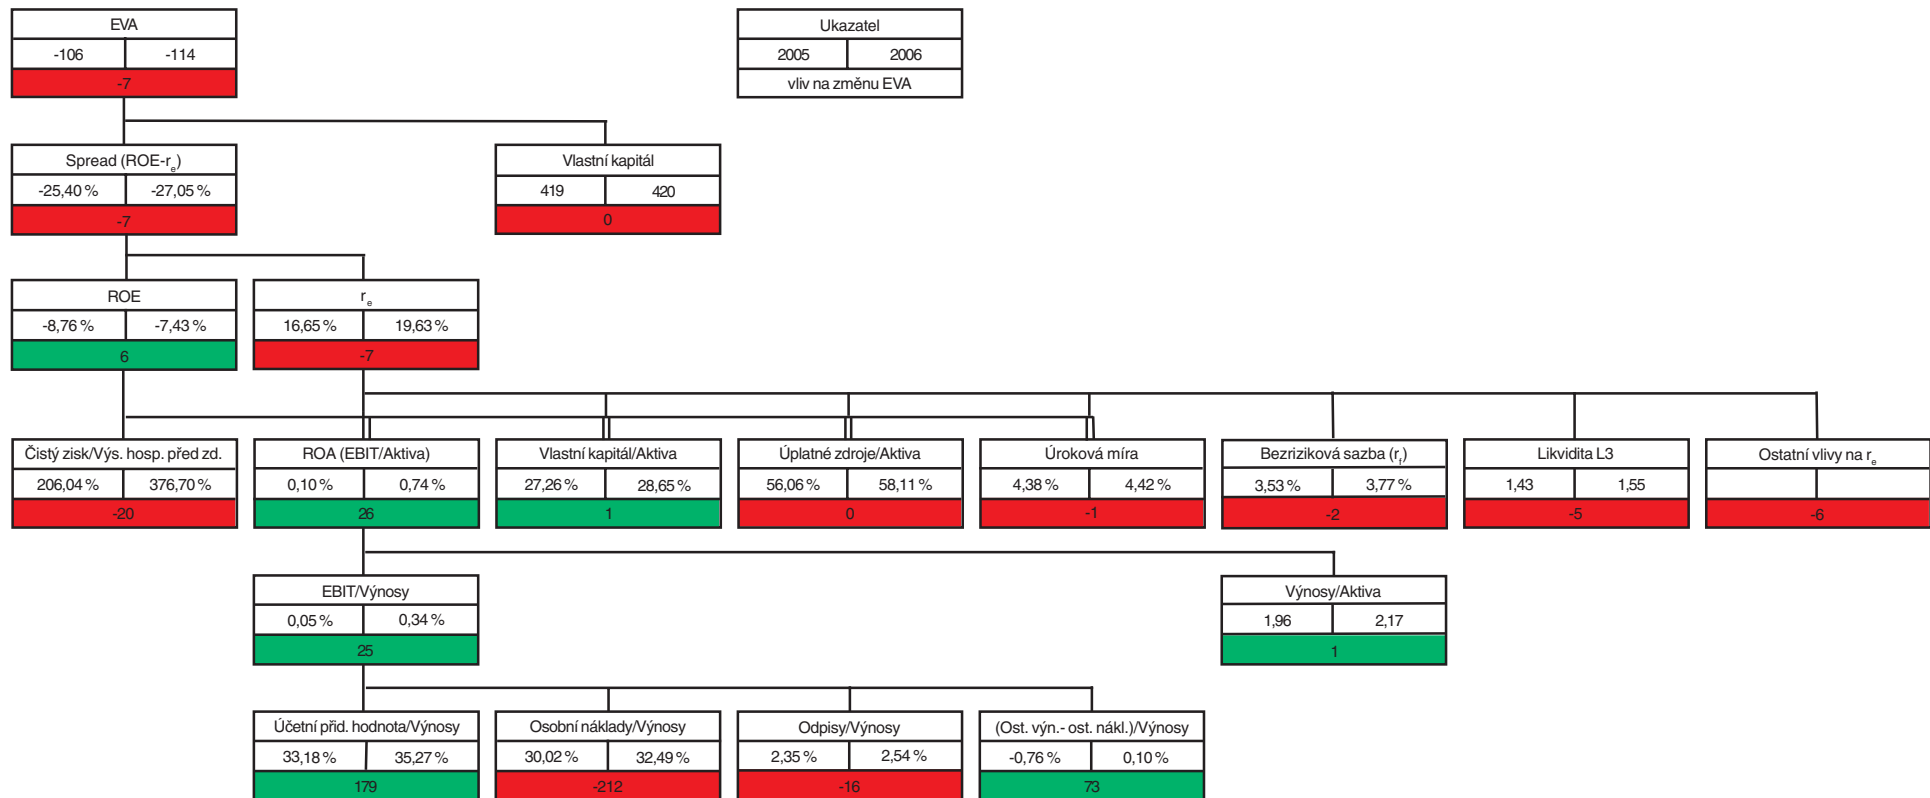 EVA
-106 -114
-7
Ukazatel
2005 2006
vliv na změnu EVA
Spread (ROE-re)
-25,40 % -27,05 %
-7
Vlastní kapitál
419 420
0
ROE
-8,76 % -7,43 %
6
re
16,65 % 19,63 %
-7
Čistý zisk/Výs. hosp. před zd.
206,04 % 376,70 %
-20
ROA (EBIT/Aktiva)
0,10 % 0,74 %
26
Vlastní kapitál/Aktiva
27,26 % 28,65 %
1
Úplatné zdroje/Aktiva
56,06 % 58,11 %
0
Úroková míra
4,38 % 4,42 %
-1
Bezriziková sazba (rf)
3,53 % 3,77 %
-2
Likvidita L3
1,43 1,55
-5
Ostatní vlivy na re
-6
EBIT/Výnosy
0,05 % 0,34 %
25
Výnosy/Aktiva
1,96 2,17
1
Účetní přid. hodnota/Výnosy
33,18 % 35,27 %
179
Osobní náklady/Výnosy
30,02 % 32,49 %
-212
Odpisy/Výnosy
2,35 % 2,54 %
-16
(Ost. výn.- ost. nákl.)/Výnosy
-0,76 % 0,10 %
73